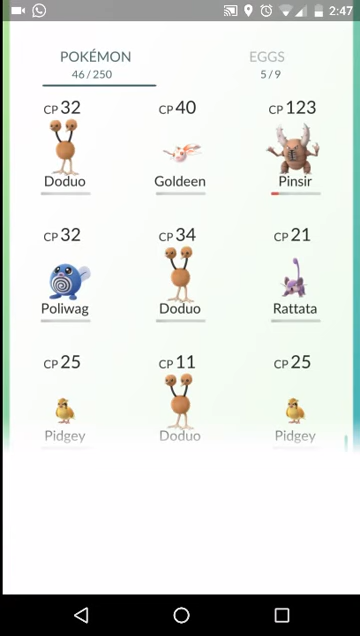 2:47
POKÉMON EGGS
46 / 250 5 / 9
CP 32 CP 40 CP 123
Doduo Goldeen Pinsir
CP 32 CP 34 CP 21
Poliwag Doduo Rattata
CP 25 CP 11 CP 25
Pidgey Doduo Pidgey